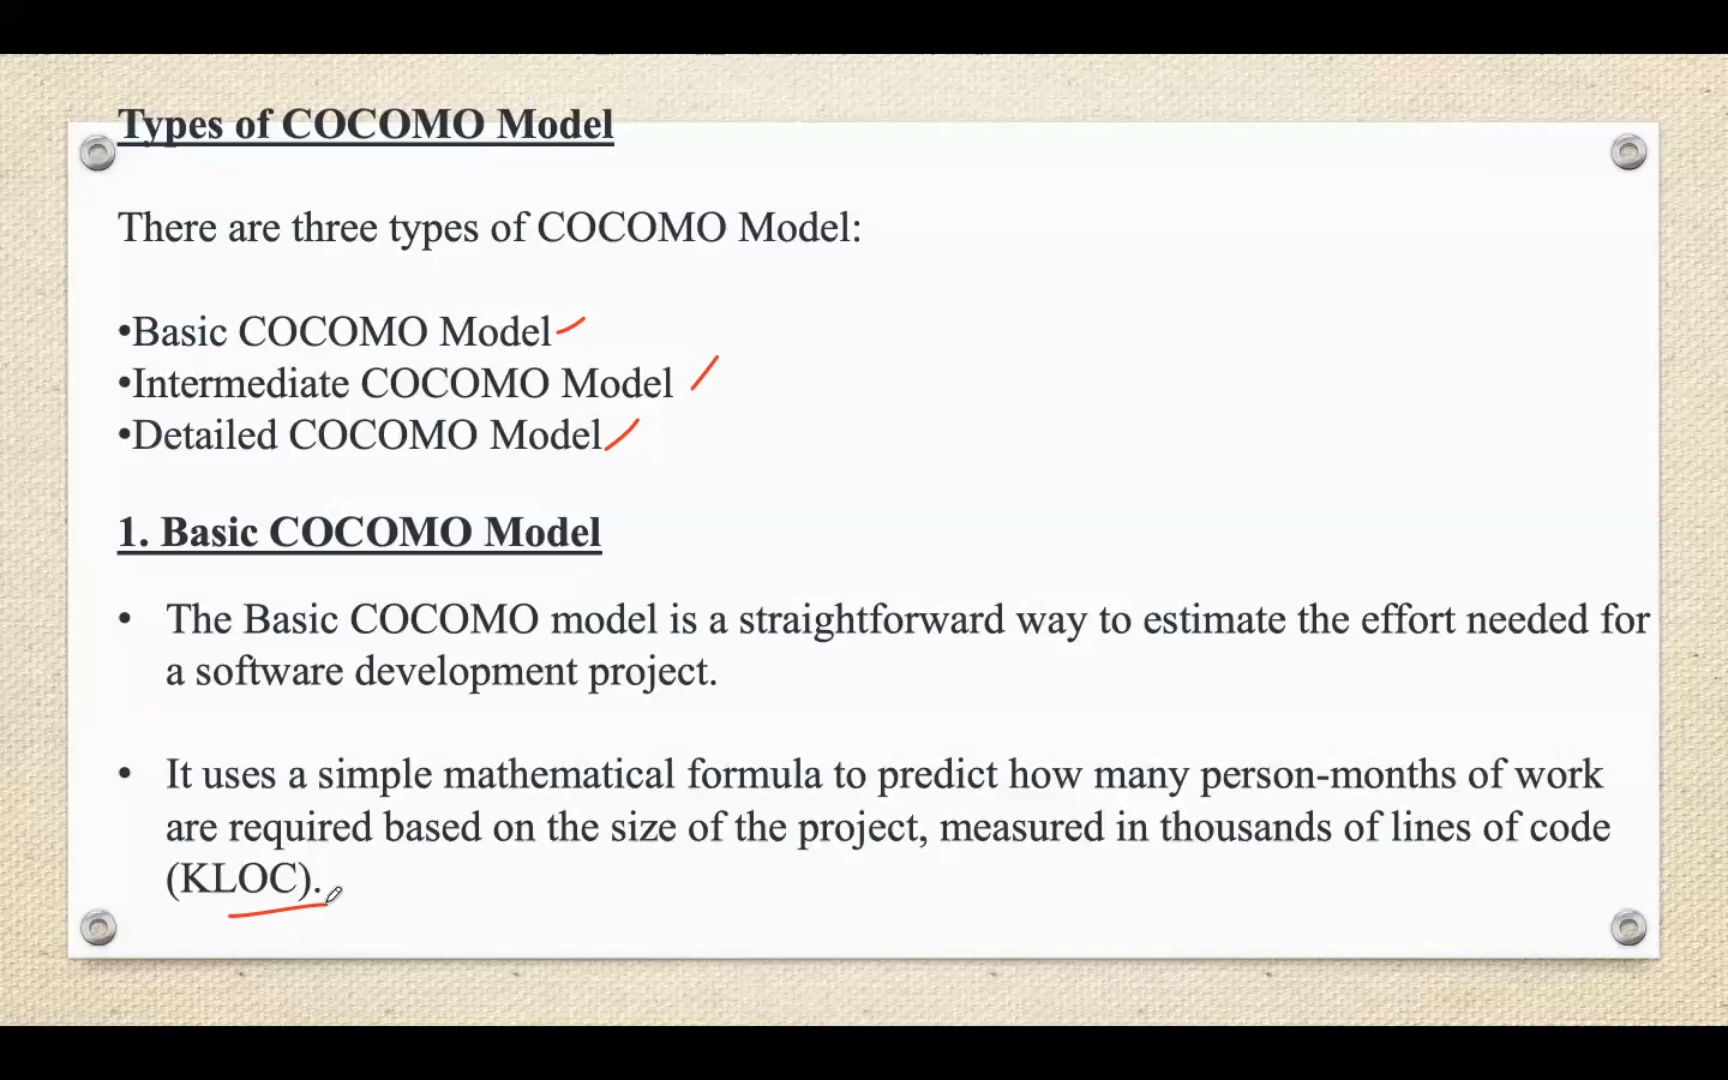 Types of COCOMO Model
There are three types of COCOMO Model:
•Basic COCOMO Model
•Intermediate COCOMO Model
•Detailed COCOMO Model
1. Basic COCOMO Model
• The Basic COCOMO model is a straightforward way to estimate the effort needed for
a software development project.
• It uses a simple mathematical formula to predict how many person-months of work
are required based on the size of the project, measured in thousands of lines of code
(KLOC).